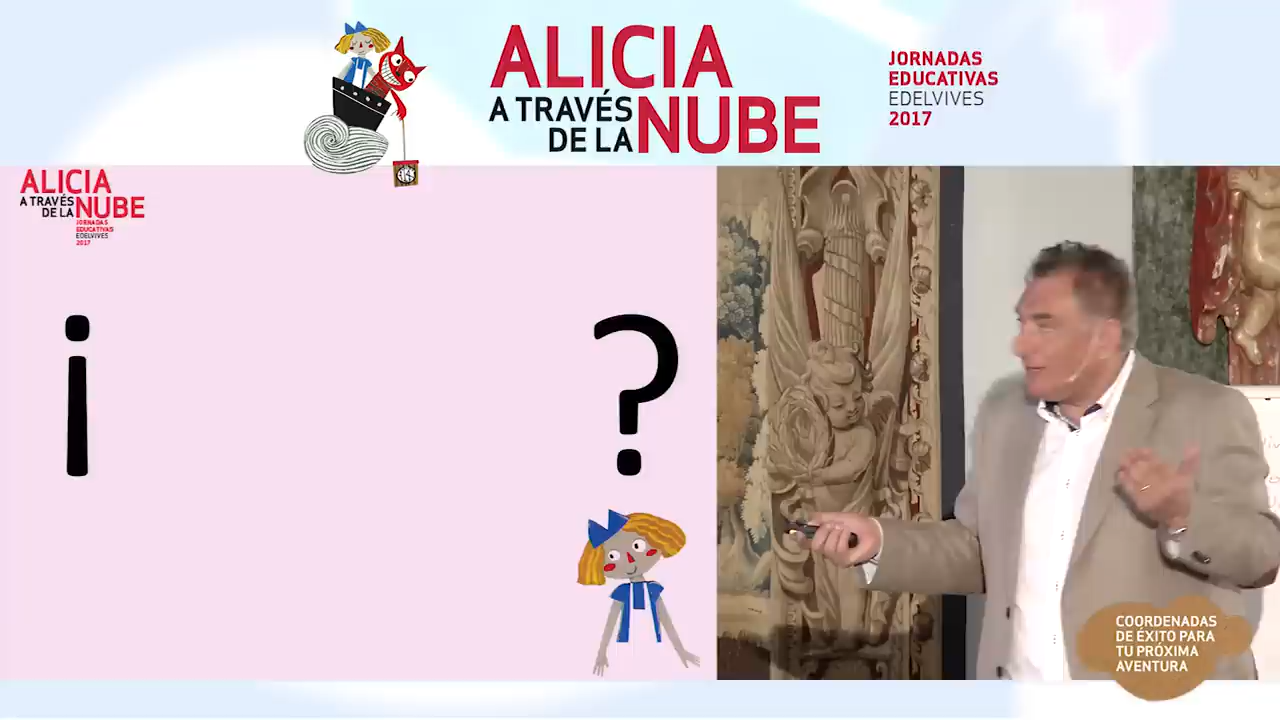 ALICIA
A TRAVÉS
DE LA NUBE
JORNADAS
EDUCATIVAS
EDELVIVES
2017
ALICIA
A TRAVÉS
DE LA NUBE
JORNADAS
EDUCATIVAS
EDELVIVES
2017
¡ ?
COORDENADAS
DE ÉXITO PARA
TU PRÓXIMA
AVENTURA